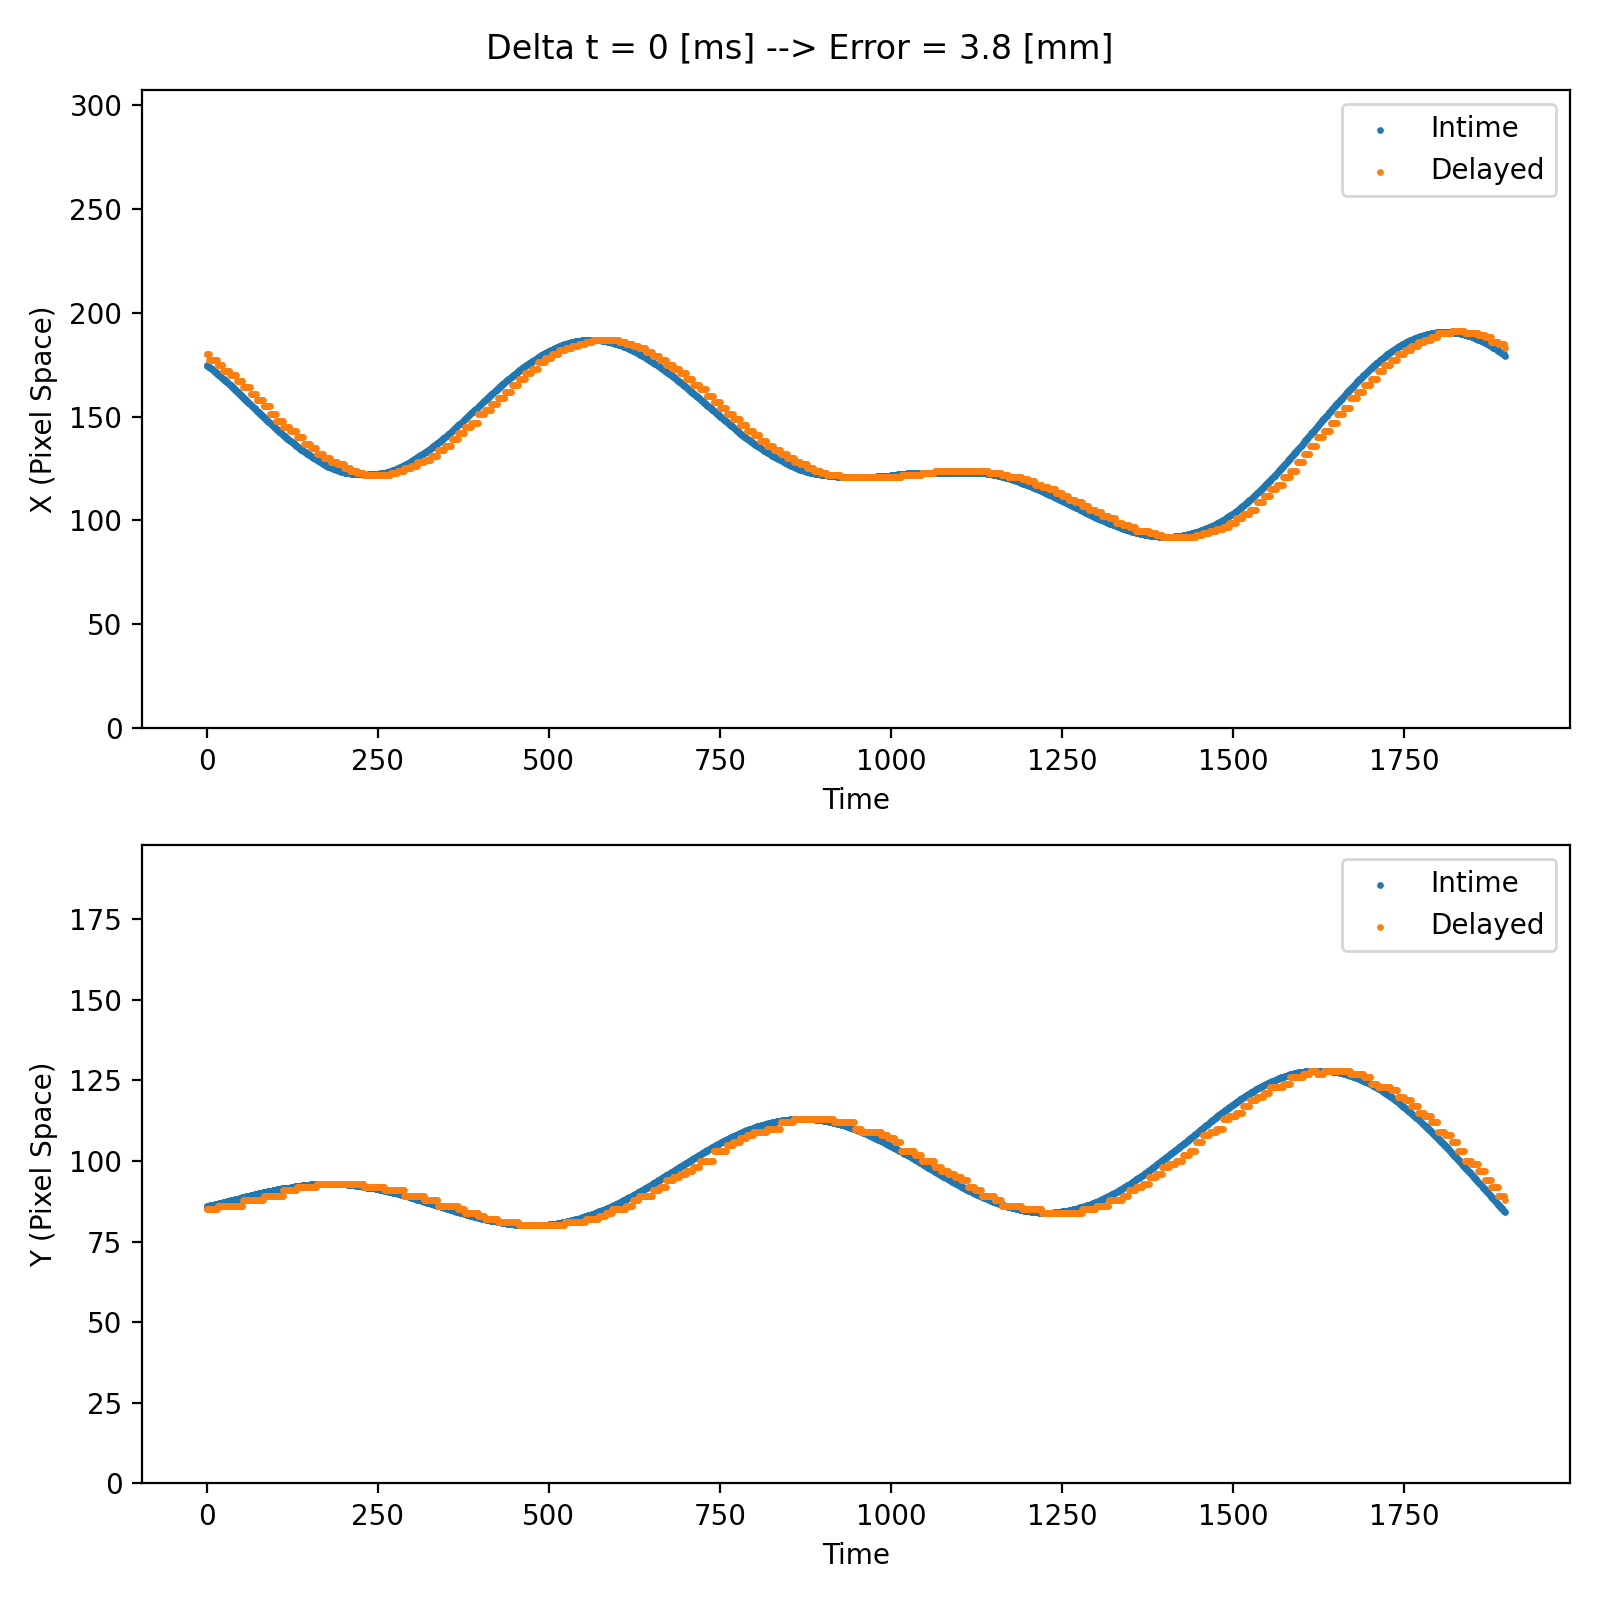 Delta t = 0 [ms] --> Error = 3.8 [mm]
300
250
200
150
100
50
0
X (Pixel Space)
Intime
Delayed
0 250 500 750 1000 1250 1500 1750
Time
175
150
125
100
75
50
25
0
Y (Pixel Space)
Intime
Delayed
0 250 500 750 1000 1250 1500 1750
Time